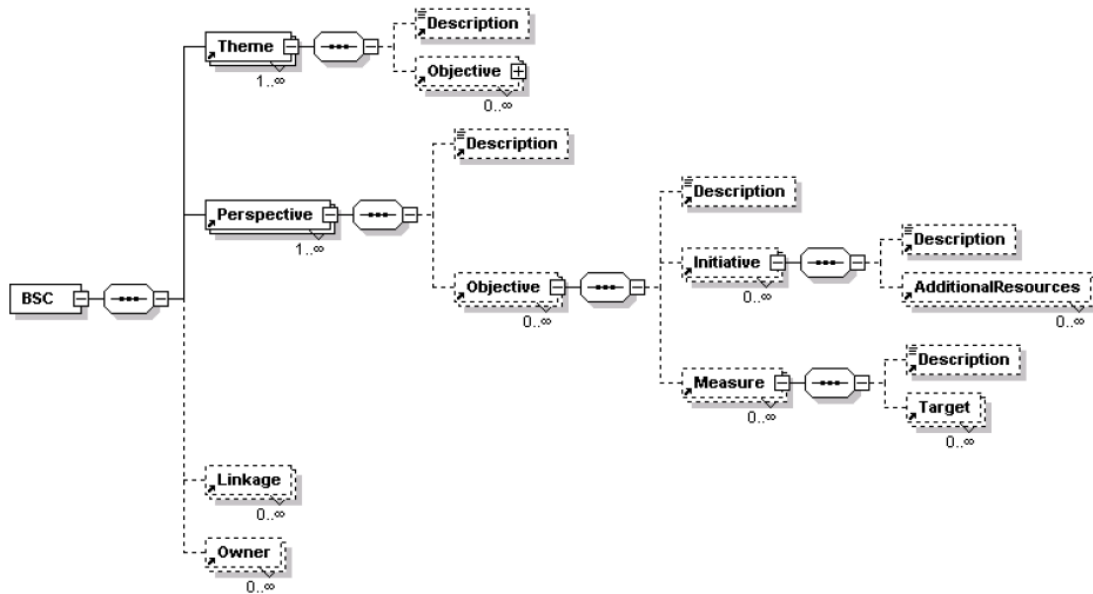 Description
Theme
1..∞
Objective
0..∞
Description
Description
Perspective
1..∞
Description
Initiative
0..∞
AdditionalResources
0..∞
BSC
Objective
0..∞
Description
Measure
0..∞
Target
0..∞
Linkage
0..∞
Owner
0..∞